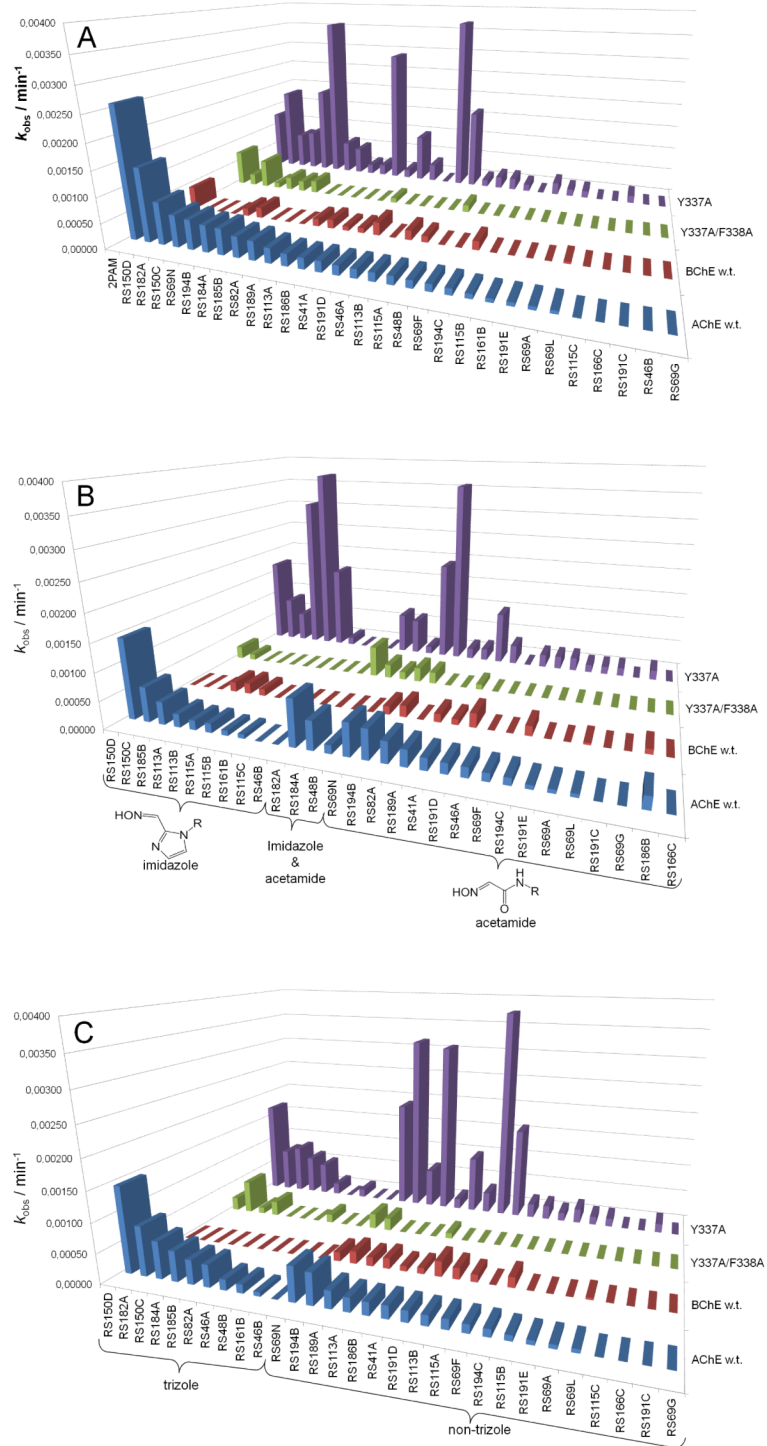 A
0,00400
0,00350
0,00300
0,00250
0,00200
0,00150
0,00100
0,00050
0,00000
kobs / min-1
2PAM
RS150D
RS182A
RS150C
RS69N
RS194B
RS184A
RS185B
RS82A
RS189A
RS113A
RS186B
RS41A
RS191D
RS46A
RS113B
RS115A
RS48B
RS69F
RS194C
RS115B
RS161B
RS191E
RS69A
RS69L
RS115C
RS166C
RS191C
RS46B
RS69G
Y337A
Y337A/F338A
BChE w.t.
AChE w.t.
B
0,00400
0,00350
0,00300
0,00250
0,00200
0,00150
0,00100
0,00050
0,00000
kobs / min-1
RS150D
RS150C
RS185B
RS113A
RS113B
RS115A
RS115B
RS161B
RS115C
RS46B
RS182A
RS184A
RS48B
RS69N
RS194B
RS82A
RS189A
RS41A
RS191D
RS46A
RS69F
RS194C
RS191E
RS69A
RS69L
RS191C
RS69G
RS186B
RS166C
Y337A
Y337A/F338A
BChE w.t.
AChE w.t.
HON
N
N
R
imidazole
Imidazole
&
acetamide
HON
H
N
R
O
acetamide
C
0,00400
0,00350
0,00300
0,00250
0,00200
0,00150
0,00100
0,00050
0,00000
kobs / min-1
RS150D
RS182A
RS150C
RS184A
RS185B
RS82A
RS46A
RS48B
RS161B
RS46B
RS69N
RS194B
RS189A
RS113A
RS186B
RS41A
RS191D
RS113B
RS115A
RS69F
RS194C
RS115B
RS191E
RS69A
RS69L
RS115C
RS166C
RS191C
RS69G
Y337A
Y337A/F338A
BChE w.t.
AChE w.t.
trizole
non-trizole